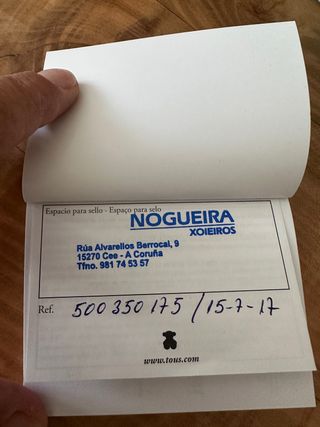 Espacio para sello - Espaço para selo
NOGUEIRA
XOIEIROS
Rúa Alvarellos Berrocal, 9
15270 Cee - A Coruña
Tfno. 981 74 53 57
Ref. 500 350 175 / 15-7-17
www.tous.com